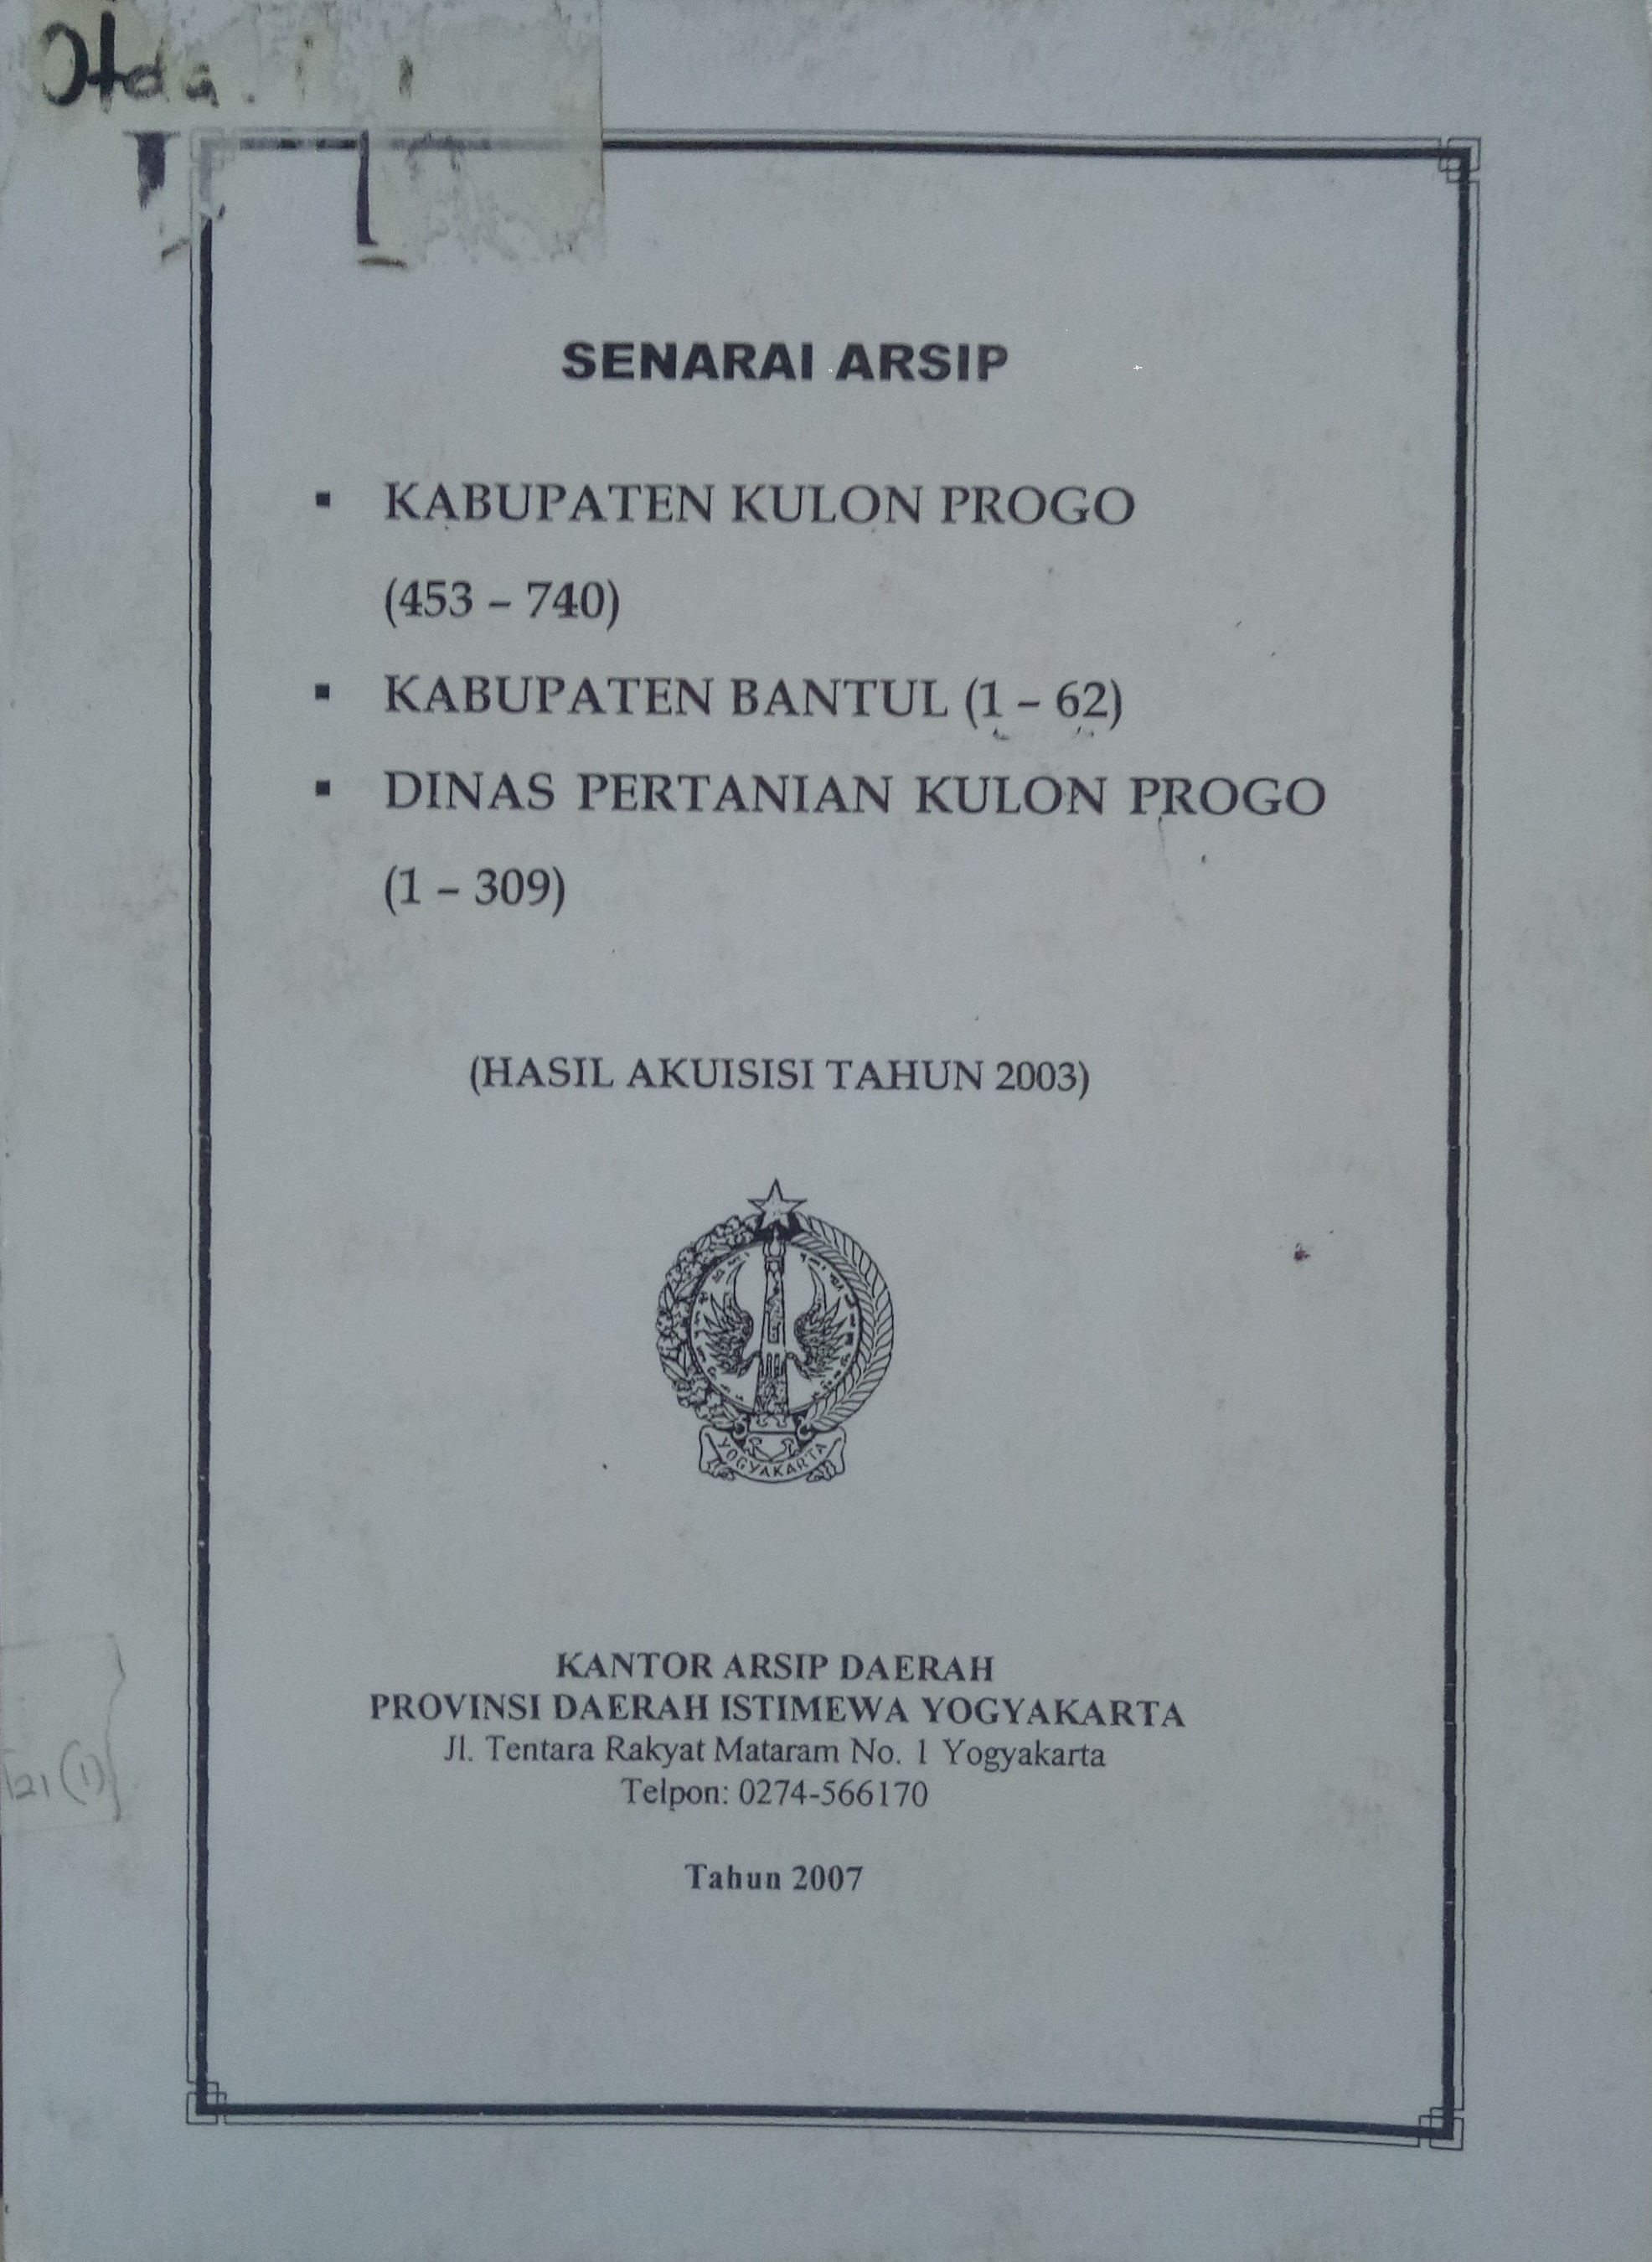 Otda.
SENARAI ARSIP
▪ KABUPATEN KULON PROGO
(453 – 740)
▪ KABUPATEN BANTUL (1 – 62)
▪ DINAS PERTANIAN KULON PROGO
(1 – 309)
(HASIL AKUISISI TAHUN 2003)
YOGYAKARTA
KANTOR ARSIP DAERAH
PROVINSI DAERAH ISTIMEWA YOGYAKARTA
Jl. Tentara Rakyat Mataram No. 1 Yogyakarta
Telpon: 0274-566170
Tahun 2007